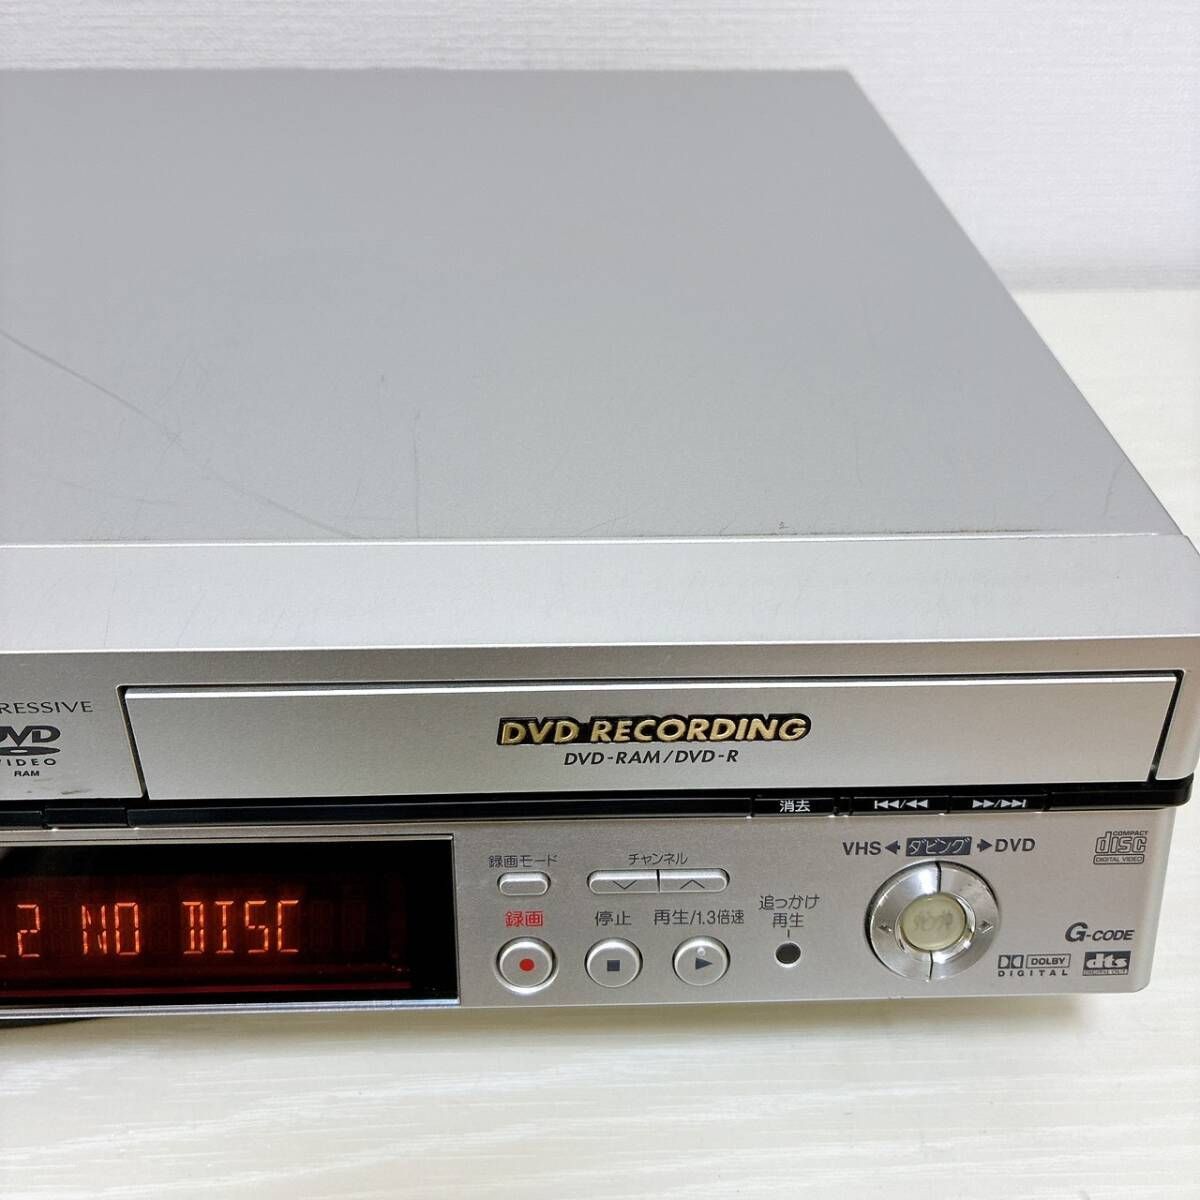 RESSIVE
DVD
VIDEO
RAM
DVD RECORDING
DVD-RAM/DVD-R
消去
2 NO DISC
録画モード
チャンネル
録画
停止
再生/1.3倍速
追っかけ
再生
VHS ダビング DVD
COMPACT
disc
DIGITAL VIDEO
G-CODE
DOLBY
DIGITAL
dts